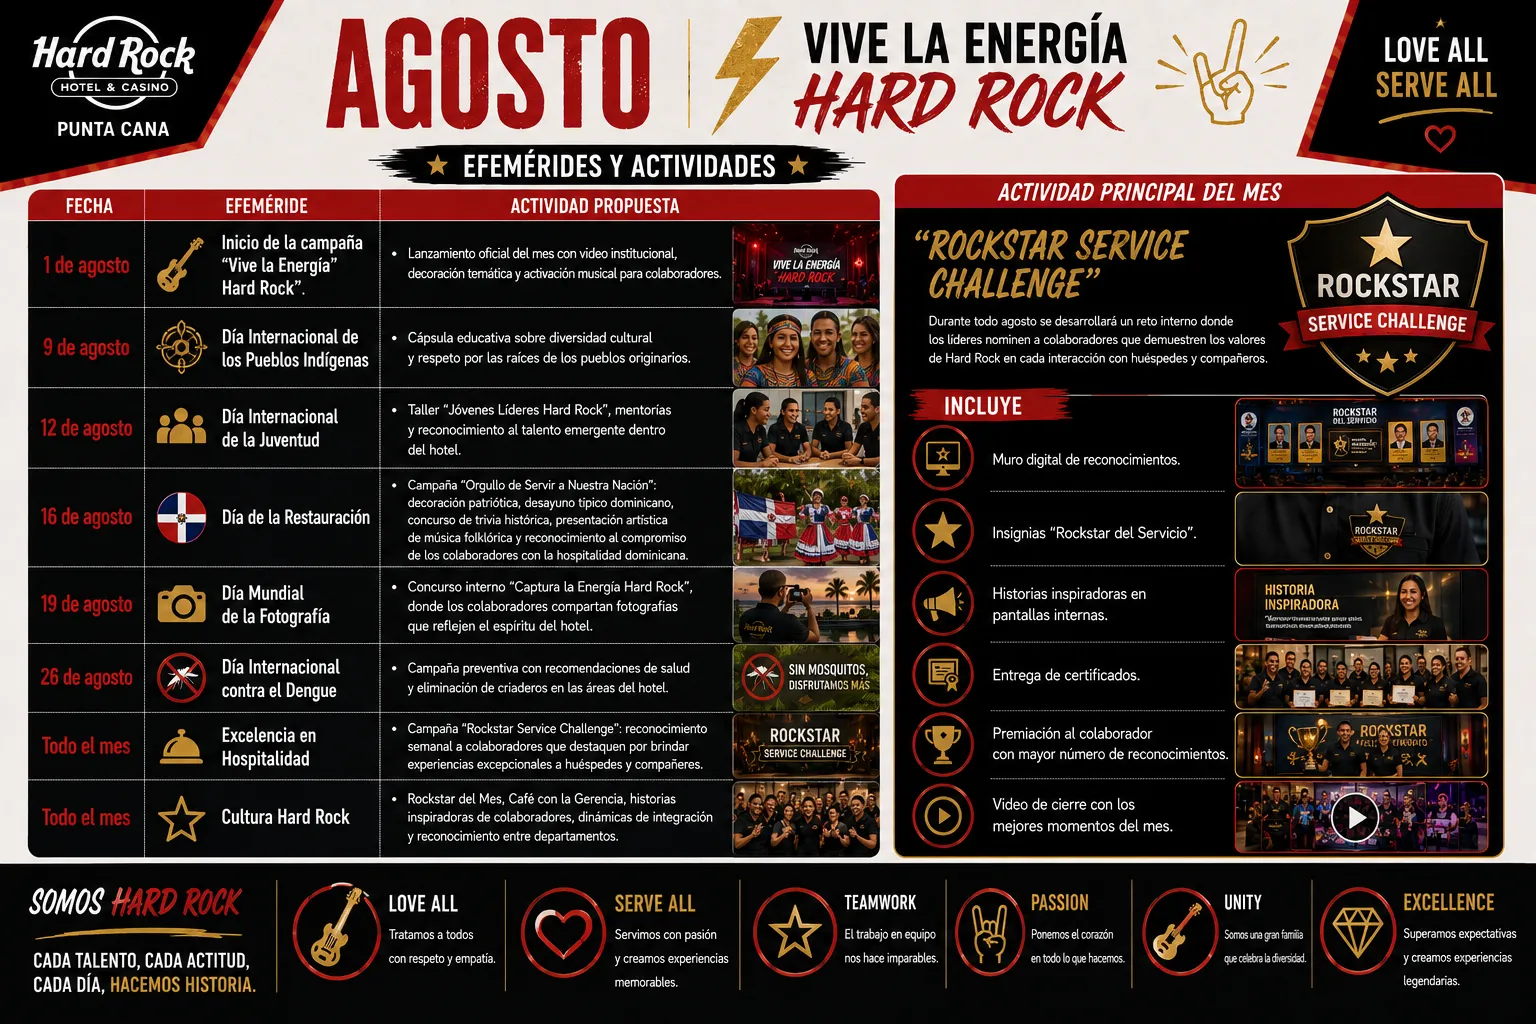 Hard Rock
HOTEL & CASINO
PUNTA CANA
AGOSTO
VIVE LA ENERGÍA
HARD ROCK
LOVE ALL
SERVE ALL
EFEMÉRIDES Y ACTIVIDADES
FECHA
EFEMÉRIDE
ACTIVIDAD PROPUESTA
1 de agosto
Inicio de la campaña
“Vive la Energía”
Hard Rock”.
• Lanzamiento oficial del mes con video institucional,
decoración temática y activación musical para colaboradores.
Hard Rock
VIVE LA ENERGÍA
HARD ROCK
9 de agosto
Día Internacional de
los Pueblos Indígenas
• Cápsula educativa sobre diversidad cultural
y respeto por las raíces de los pueblos originarios.
12 de agosto
Día Internacional
de la Juventud
• Taller “Jóvenes Líderes Hard Rock”, mentorías
y reconocimiento al talento emergente dentro
del hotel.
16 de agosto
Día de la Restauración
• Campaña “Orgullo de Servir a Nuestra Nación”:
decoración patriótica, desayuno típico dominicano,
concurso de trivia histórica, presentación artística
de música folklórica y reconocimiento al compromiso
de los colaboradores con la hospitalidad dominicana.
19 de agosto
Día Mundial
de la Fotografía
• Concurso interno “Captura la Energía Hard Rock”,
donde los colaboradores compartan fotografías
que reflejen el espíritu del hotel.
Hard Rock
26 de agosto
Día Internacional
contra el Dengue
• Campaña preventiva con recomendaciones de salud
y eliminación de criaderos en las áreas del hotel.
SIN MOSQUITOS,
DISFRUTAMOS MÁS
Todo el mes
Excelencia en
Hospitalidad
• Campaña “Rockstar Service Challenge”: reconocimiento
semanal a colaboradores que destaquen por brindar
experiencias excepcionales a huéspedes y compañeros.
ROCKSTAR
SERVICE CHALLENGE
Todo el mes
Cultura Hard Rock
• Rockstar del Mes, Café con la Gerencia, historias
inspiradoras de colaboradores, dinámicas de integración
y reconocimiento entre departamentos.
ACTIVIDAD PRINCIPAL DEL MES
“ROCKSTAR SERVICE
CHALLENGE”
Durante todo agosto se desarrollará un reto interno donde
los líderes nominen a colaboradores que demuestren los valores
de Hard Rock en cada interacción con huéspedes y compañeros.
ROCKSTAR
SERVICE CHALLENGE
INCLUYE
Muro digital de reconocimientos.
ROCKSTAR
DEL SERVICIO
Insignias “Rockstar del Servicio”.
ROCKSTAR
Historias inspiradoras en
pantallas internas.
HISTORIA
INSPIRADORA
Entrega de certificados.
Premiación al colaborador
con mayor número de reconocimientos.
ROCKSTAR
Video de cierre con los
mejores momentos del mes.
SOMOS HARD ROCK
CADA TALENTO, CADA ACTITUD,
CADA DÍA, HACEMOS HISTORIA.
LOVE ALL
Tratamos a todos
con respeto y empatía.
SERVE ALL
Servimos con pasión
y creamos experiencias
memorables.
TEAMWORK
El trabajo en equipo
nos hace imparables.
PASSION
Ponemos el corazón
en todo lo que hacemos.
UNITY
Somos una gran familia
que celebra la diversidad.
EXCELLENCE
Superamos expectativas
y creamos experiencias
legendarias.